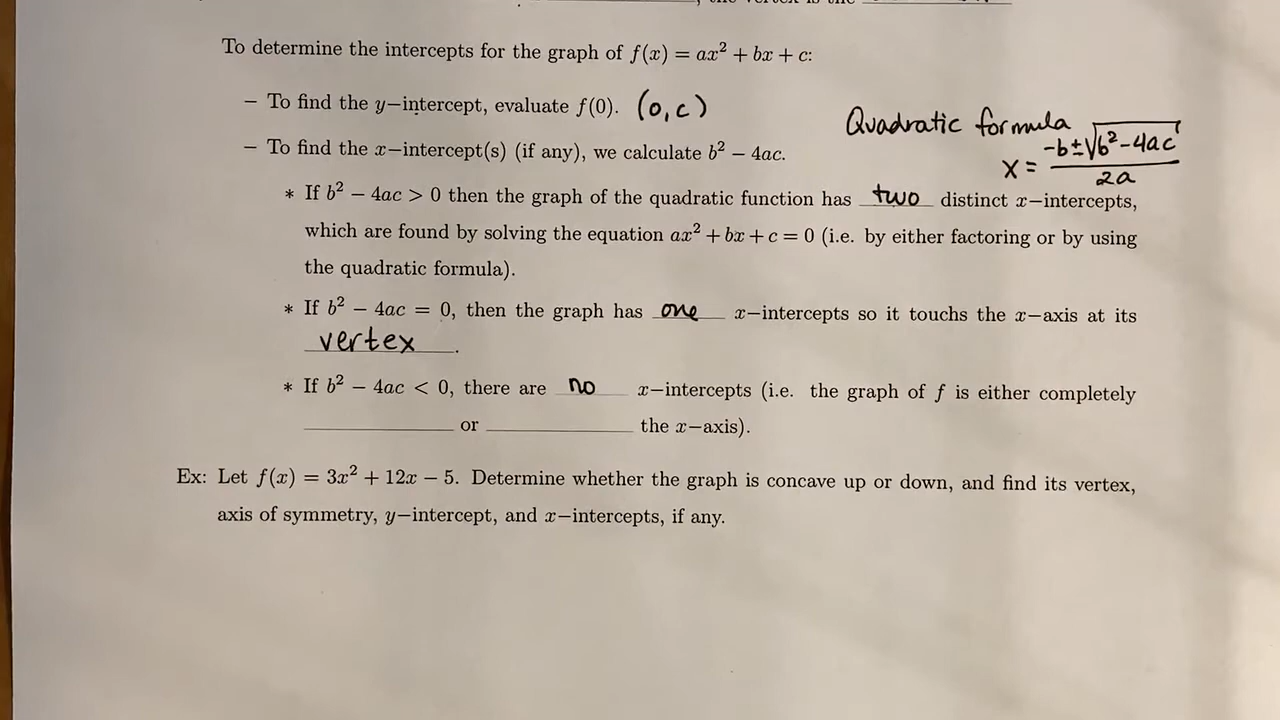 To determine the intercepts for the graph of f(x) = ax² + bx + c:
– To find the y−intercept, evaluate f(0). (0,c)
Quadratic formula
– To find the x−intercept(s) (if any), we calculate b² − 4ac.
x = (-b±√(b²-4ac))/(2a)
∗ If b² − 4ac > 0 then the graph of the quadratic function has two distinct x−intercepts,
which are found by solving the equation ax² + bx + c = 0 (i.e. by either factoring or by using
the quadratic formula).
∗ If b² − 4ac = 0, then the graph has one x−intercepts so it touchs the x−axis at its
vertex.
∗ If b² − 4ac < 0, there are no x−intercepts (i.e. the graph of f is either completely
______ or ______ the x−axis).
Ex: Let f(x) = 3x² + 12x − 5. Determine whether the graph is concave up or down, and find its vertex,
axis of symmetry, y−intercept, and x−intercepts, if any.